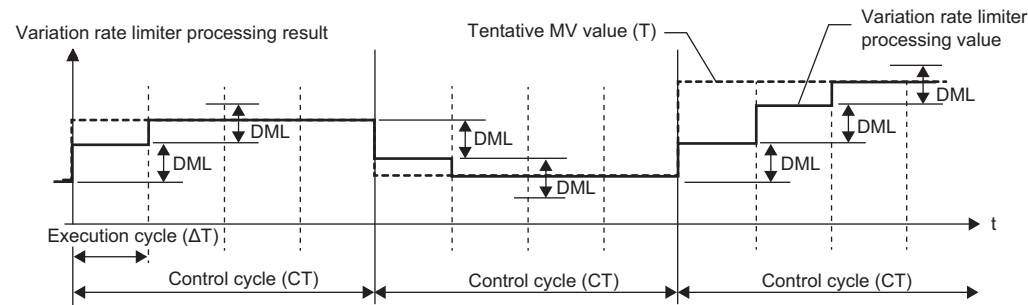 Variation rate limiter processing result
Tentative MV value (T)
Variation rate limiter
processing value
DML
DML
DML
DML
DML
DML
DML
t
Execution cycle (ΔT)
Control cycle (CT)
Control cycle (CT)
Control cycle (CT)